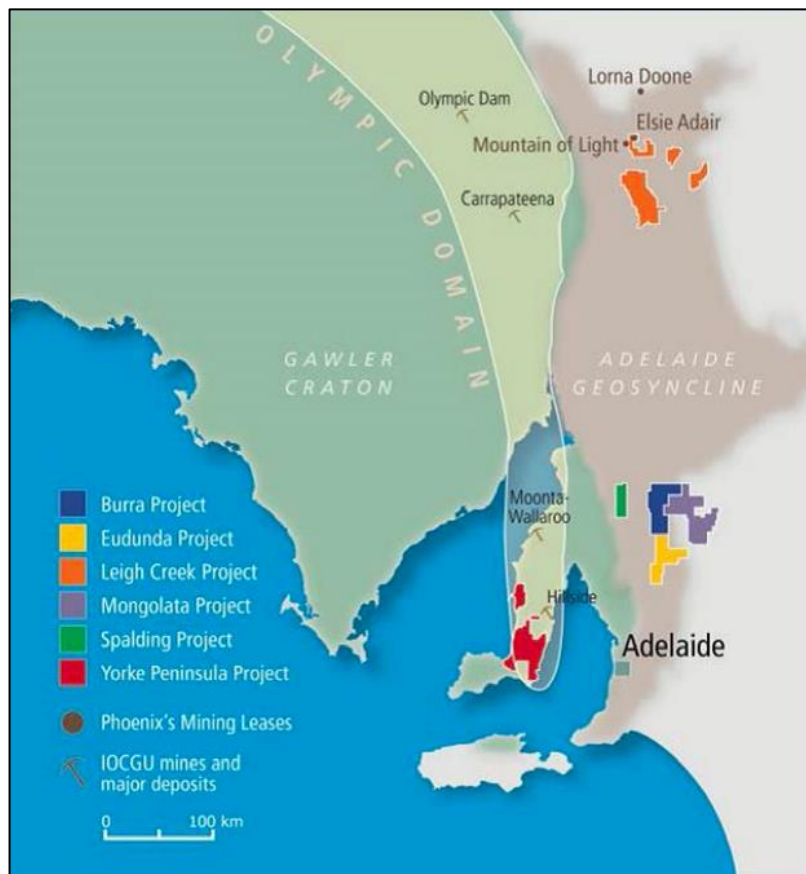 OLYMPIC DOMAIN
Lorna Doone
Olympic Dam
Elsie Adair
Mountain of Light
Carrapateena
GAWLER
CRATON
ADELAIDE
GEOSYNCLINE
Moonta-
Wallaroo
Hillside
Adelaide
Burra Project
Eudunda Project
Leigh Creek Project
Mongolata Project
Spalding Project
Yorke Peninsula Project
Phoenix's Mining Leases
IOCGU mines and
major deposits
0 100 km